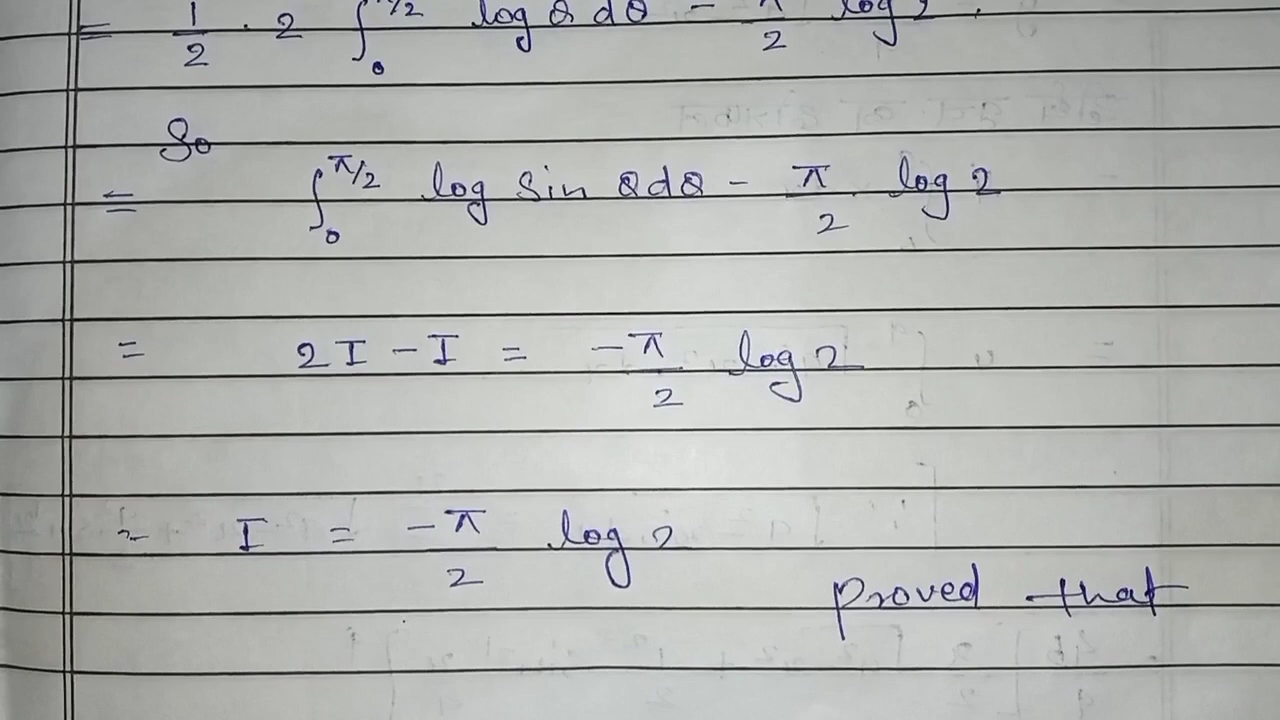 = 1/2 . 2 ∫₀^π/2 log θ dθ - π/2 log 2 .
So
= ∫₀^π/2 log sin θ dθ - π/2 log 2
= 2I - I = -π/2 log 2
= I = -π/2 log 2
Proved that